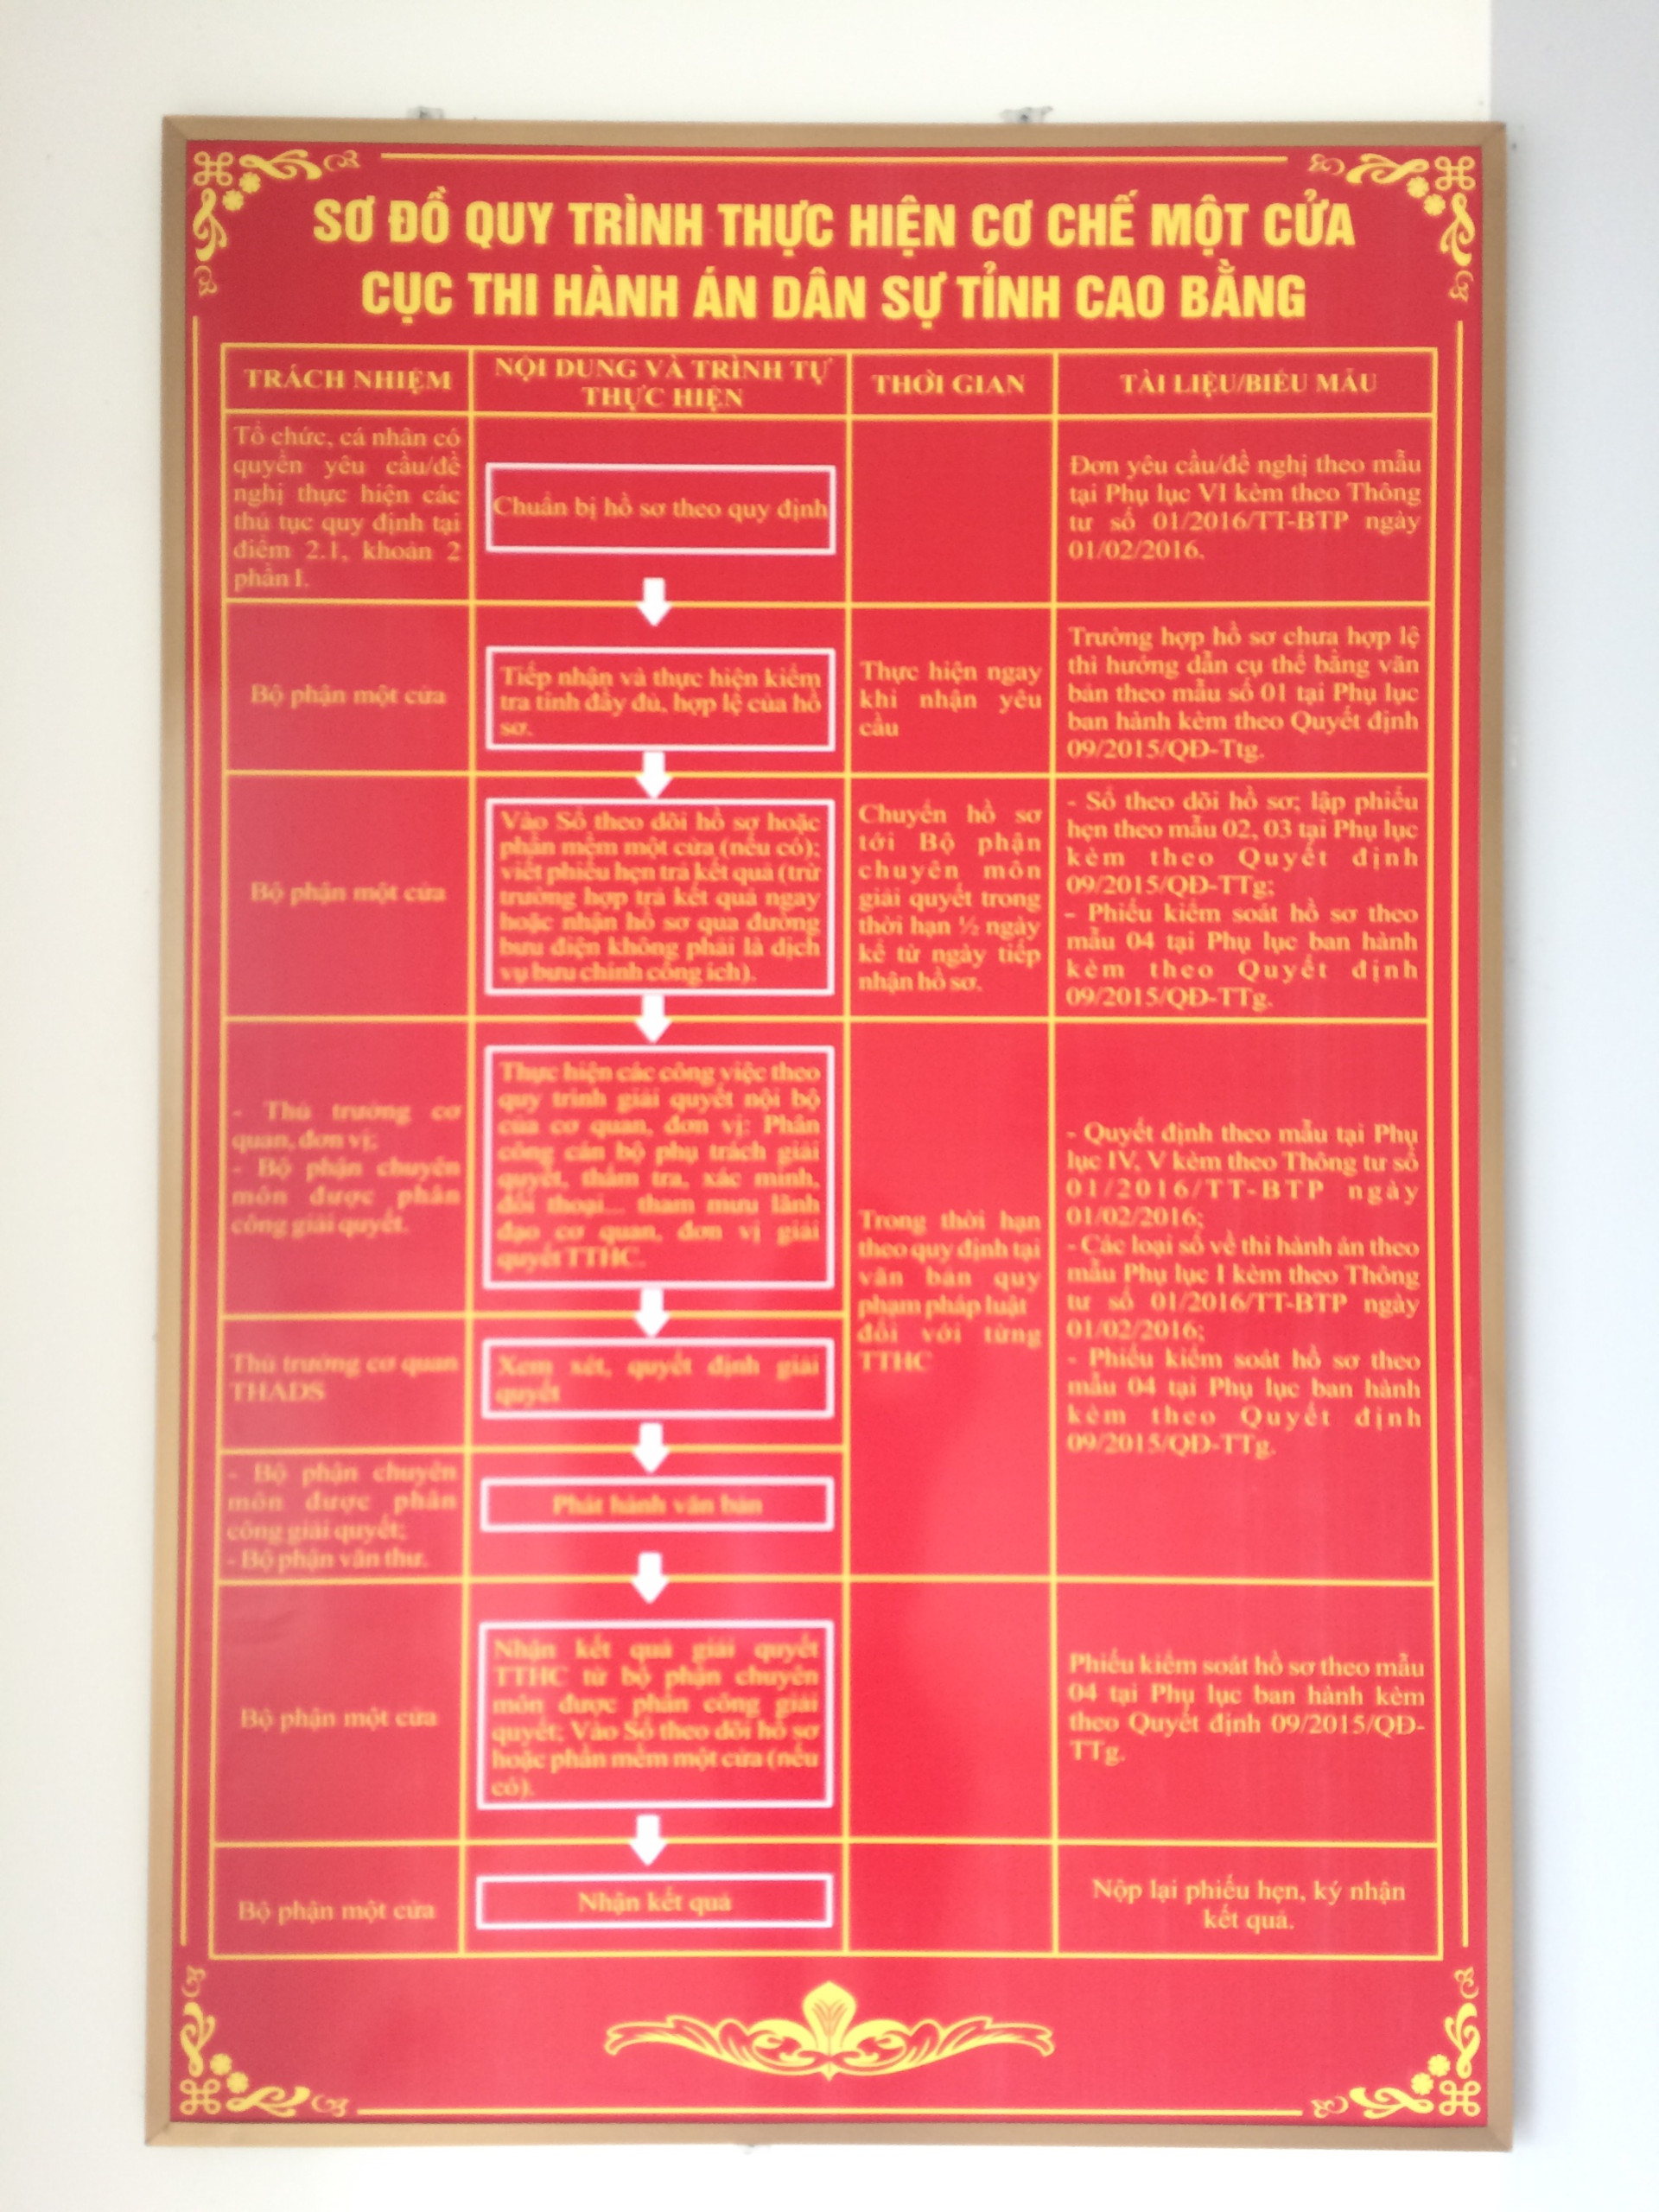 SƠ ĐỒ QUY TRÌNH THỰC HIỆN CƠ CHẾ MỘT CỬA
CỤC THI HÀNH ÁN DÂN SỰ TỈNH CAO BẰNG
TRÁCH NHIỆM
NỘI DUNG VÀ TRÌNH TỰ
THỰC HIỆN
THỜI GIAN
TÀI LIỆU/BIỂU MẪU
Tổ chức, cá nhân có
quyền yêu cầu/đề
nghị thực hiện các
thủ tục quy định tại
điểm 2.1, khoản 2
phần I.
Chuẩn bị hồ sơ theo quy định
Đơn yêu cầu/đề nghị theo mẫu
tại Phụ lục VI kèm theo Thông
tư số 01/2016/TT-BTP ngày
01/02/2016.
Bộ phận một cửa
Tiếp nhận và thực hiện kiểm
tra tính đầy đủ, hợp lệ của hồ
sơ.
Thực hiện ngay
khi nhận yêu
cầu
Trường hợp hồ sơ chưa hợp lệ
thì hướng dẫn cụ thể bằng văn
bản theo mẫu số 01 tại Phụ lục
ban hành kèm theo Quyết định
09/2015/QĐ-Ttg.
Bộ phận một cửa
Vào Sổ theo dõi hồ sơ hoặc
phần mềm một cửa (nếu có);
viết phiếu hẹn trả kết quả (trừ
trường hợp trả kết quả ngay
hoặc nhận hồ sơ qua đường
bưu điện không phải là dịch
vụ bưu chính công ích).
Chuyển hồ sơ
tới Bộ phận
chuyên môn
giải quyết trong
thời hạn ½ ngày
kể từ ngày tiếp
nhận hồ sơ.
- Sổ theo dõi hồ sơ; lập phiếu
hẹn theo mẫu 02, 03 tại Phụ lục
kèm theo Quyết định
09/2015/QĐ-TTg;
- Phiếu kiểm soát hồ sơ theo
mẫu 04 tại Phụ lục ban hành
kèm theo Quyết định
09/2015/QĐ-TTg.
- Thủ trưởng cơ
quan, đơn vị;
- Bộ phận chuyên
môn được phân
công giải quyết.
Thực hiện các công việc theo
quy trình giải quyết nội bộ
của cơ quan, đơn vị: Phân
công cán bộ phụ trách giải
quyết, thẩm tra, xác minh,
đối thoại... tham mưu lãnh
đạo cơ quan, đơn vị giải
quyết TTHC.
Trong thời hạn
theo quy định tại
văn bản quy
phạm pháp luật
đối với từng
TTHC
- Quyết định theo mẫu tại Phụ
lục IV, V kèm theo Thông tư số
01/2016/TT-BTP ngày
01/02/2016;
- Các loại sổ về thi hành án theo
mẫu Phụ lục I kèm theo Thông
tư số 01/2016/TT-BTP ngày
01/02/2016;
- Phiếu kiểm soát hồ sơ theo
mẫu 04 tại Phụ lục ban hành
kèm theo Quyết định
09/2015/QĐ-TTg.
Thủ trưởng cơ quan
THADS
Xem xét, quyết định giải
quyết
- Bộ phận chuyên
môn được phân
công giải quyết;
- Bộ phận văn thư.
Phát hành văn bản
Bộ phận một cửa
Nhận kết quả giải quyết
TTHC từ bộ phận chuyên
môn được phân công giải
quyết; Vào Sổ theo dõi hồ sơ
hoặc phần mềm một cửa (nếu
có).
Phiếu kiểm soát hồ sơ theo mẫu
04 tại Phụ lục ban hành kèm
theo Quyết định 09/2015/QĐ-
TTg.
Bộ phận một cửa
Nhận kết quả
Nộp lại phiếu hẹn, ký nhận
kết quả.